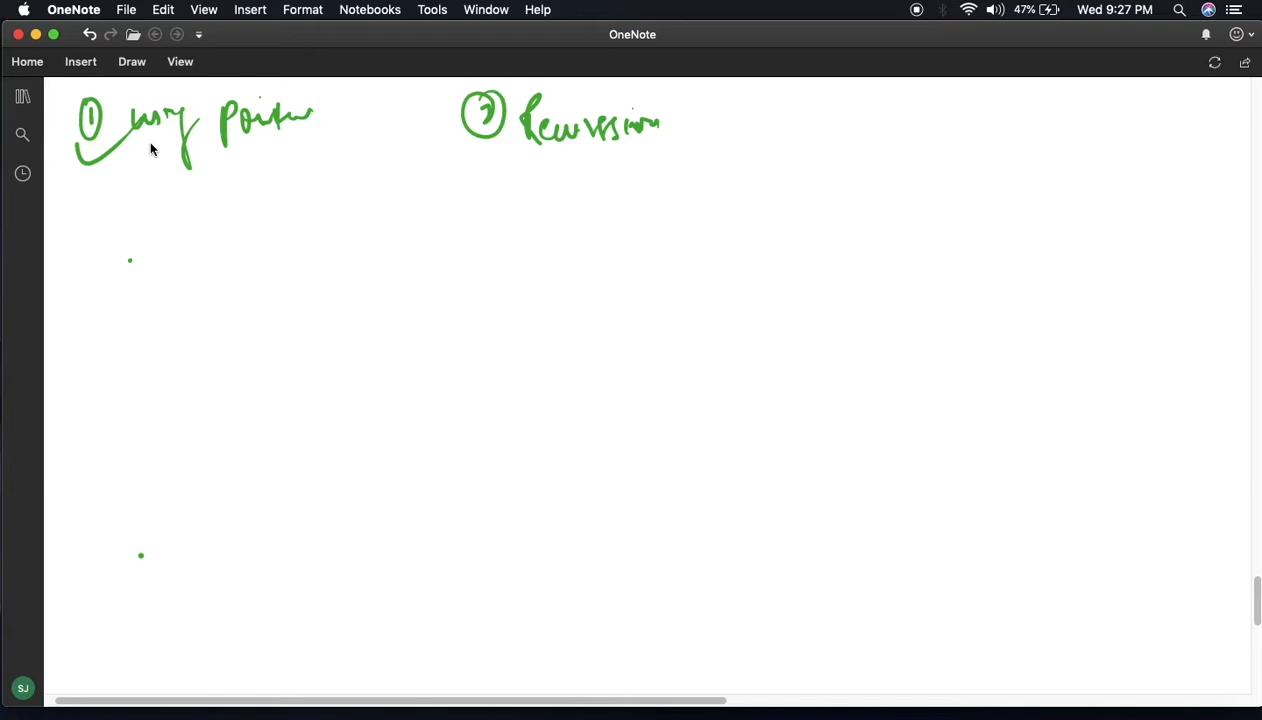 OneNote File Edit View Insert Format Notebooks Tools Window Help 47% Wed 9:27 PM
OneNote
Home Insert Draw View
① using pointer
② Recursion
SJ